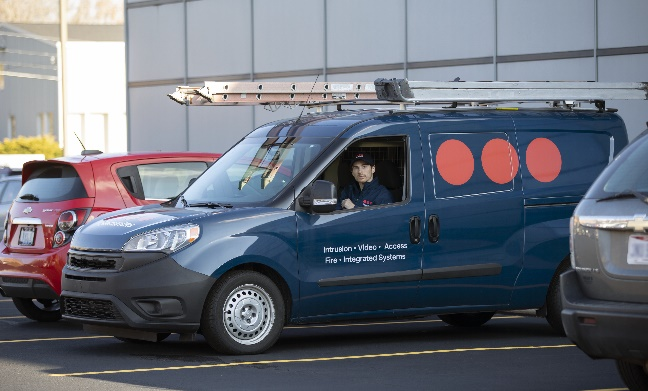 Intrusion • Video • Access
Fire • Integrated Systems